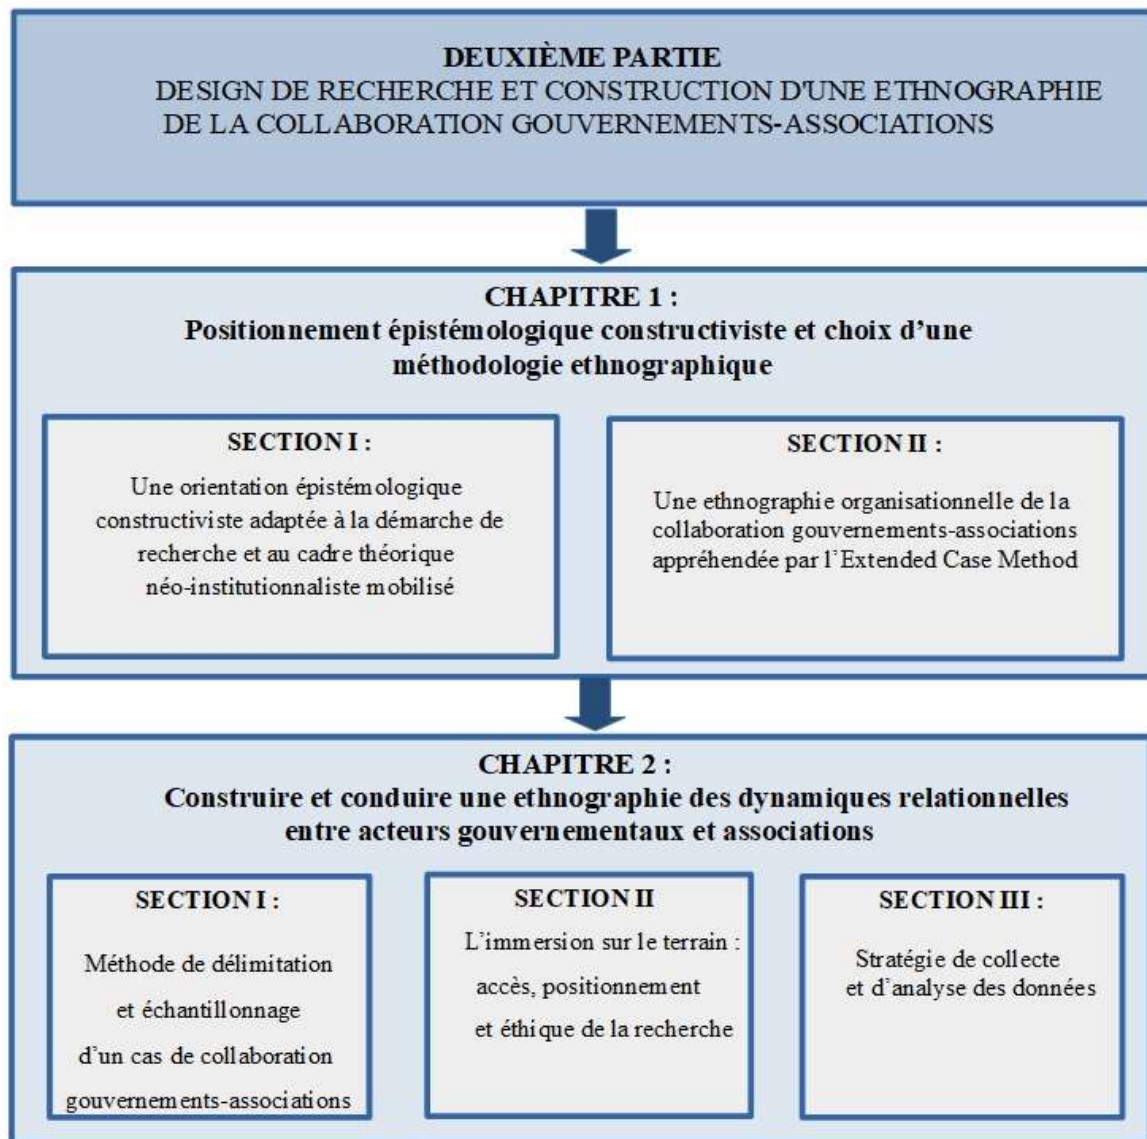 DEUXIÈME PARTIE
DESIGN DE RECHERCHE ET CONSTRUCTION D'UNE ETHNOGRAPHIE
DE LA COLLABORATION GOUVERNEMENTS-ASSOCIATIONS
CHAPITRE 1 :
Positionnement épistémologique constructiviste et choix d’une
méthodologie ethnographique
SECTION I :
Une orientation épistémologique
constructiviste adaptée à la démarche de
recherche et au cadre théorique
néo-institutionnaliste mobilisé
SECTION II :
Une ethnographie organisationnelle de la
collaboration gouvernements-associations
appréhendée par l’Extended Case Method
CHAPITRE 2 :
Construire et conduire une ethnographie des dynamiques relationnelles
entre acteurs gouvernementaux et associations
SECTION I :
Méthode de délimitation
et échantillonnage
d’un cas de collaboration
gouvernements-associations
SECTION II
L’immersion sur le terrain :
accès, positionnement
et éthique de la recherche
SECTION III :
Stratégie de collecte
et d’analyse des données